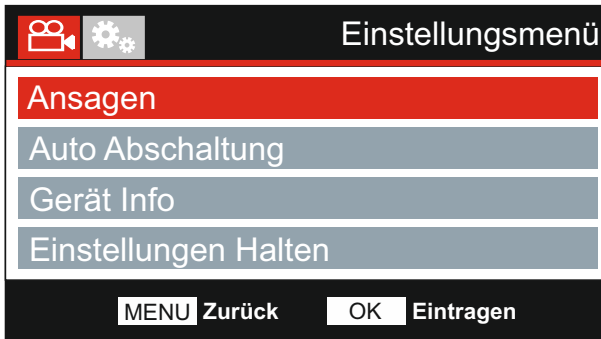 Einstellungsmenü
Ansagen
Auto Abschaltung
Gerät Info
Einstellungen Halten
MENU Zurück OK Eintragen